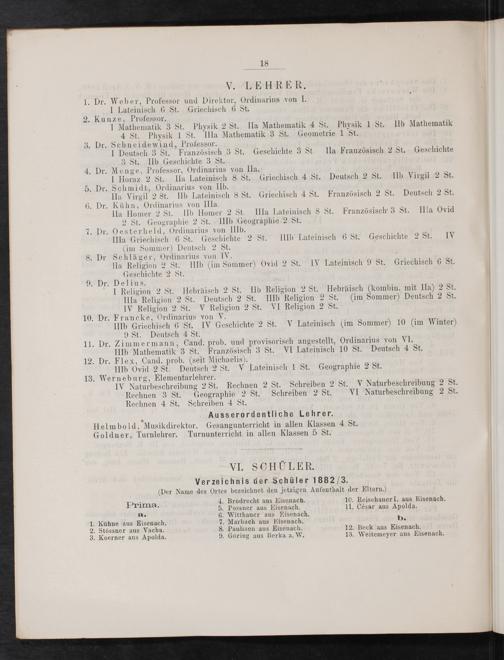 18
V. LEHRER.
1. Dr. Weber, Professor und Direktor, Ordinarius von I.
I Lateinisch 6 St. Griechisch 6 St.
2. Kunze, Professor.
I Mathematik 3 St. Physik 2 St. IIa Mathematik 4 St. Physik 1 St. IIb Mathematik
4 St. Physik 1 St. IIIa Mathematik 3 St. Geometrie 1 St.
3. Dr. Schneidewind, Professor.
I Deutsch 3 St. Französisch 3 St. Geschichte 3 St IIa Französisch 2 St. Geschichte
3 St. IIb Geschichte 3 St.
4. Dr. Menge, Professor, Ordinarius von IIa.
I Horaz 2 St. IIa Lateinisch 8 St. Griechisch 4 St. Deutsch 2 St. IIb Virgil 2 St.
5. Dr. Schmidt, Ordinarius von IIb.
IIa Virgil 2 St. IIb Lateinisch 8 St. Griechisch 4 St. Französisch 2 St. Deutsch 2 St.
6. Dr. Kühn, Ordinarius von IIIa.
IIa Homer 2 St. IIb Homer 2 St. IIIa Lateinisch 8 St. Französisch 3 St. IIIa Ovid
2 St. Geographie 2 St. IIIb Geographie 2 St.
7. Dr. Oesterheld, Ordinarius von IIIb.
IIIa Griechisch 6 St. Geschichte 2 St. IIIb Lateinisch 6 St. Geschichte 2 St. IV
(im Sommer) Deutsch 2 St.
8. Dr Schläger, Ordinarius von IV.
IIa Religion 2 St. IIIb (im Sommer) Ovid 2 St. IV Lateinisch 9 St. Griechisch 6 St.
Geschichte 2 St.
9. Dr. Delius.
I Religion 2 St. Hebräisch 2 St. IIb Religion 2 St. Hebräisch (kombin. mit IIa) 2 St.
IIIa Religion 2 St. Deutsch 2 St. IIIb Religion 2 St. (im Sommer) Deutsch 2 St.
IV Religion 2 St. V Religion 2 St. VI Religion 2 St.
10. Dr. Francke, Ordinarius von V.
IIIb Griechisch 6 St. IV Geschichte 2 St. V Lateinisch (im Sommer) 10 (im Winter)
9 St. Deutsch 4 St.
11. Dr. Zimmermann, Cand. prob. und provisorisch angestellt, Ordinarius von VI.
IIIb Mathematik 3 St. Französisch 3 St. VI Lateinisch 10 St. Deutsch 4 St.
12. Dr. Flex, Cand. prob. (seit Michaelis).
IIIb Ovid 2 St. Deutsch 2 St. V Lateinisch 1 St. Geographie 2 St.
13. Werneburg, Elementarlehrer.
IV Naturbeschreibung 2 St. Rechnen 2 St. Schreiben 2 St. V Naturbeschreibung 2 St.
Rechnen 3 St. Geographie 2 St. Schreiben 2 St. VI Naturbeschreibung 2 St.
Rechnen 4 St. Schreiben 4 St.
Ausserordentliche Lehrer.
Helmbold, Musikdirektor. Gesangunterricht in allen Klassen 4 St.
Goldner, Turnlehrer. Turnunterricht in allen Klassen 5 St.
VI. SCHÜLER.
Verzeichnis der Schüler 1882/3.
(Der Name des Ortes bezeichnet den jetzigen Aufenthalt der Eltern.)
Prima.
a.
1. Kühne aus Eisenach.
2. Stössner aus Vacha.
3. Koerner aus Apolda.
4. Brodrecht aus Eisenach.
5. Possner aus Eisenach.
6. Witthauer aus Eisenach.
7. Marbach aus Eisenach.
8. Paulssen aus Eisenach.
9. Göring aus Berka a. W.
10. Reischauer I. aus Eisenach.
11. César aus Apolda.
b.
12. Beck aus Eisenach.
13. Weitemeyer aus Eisenach.